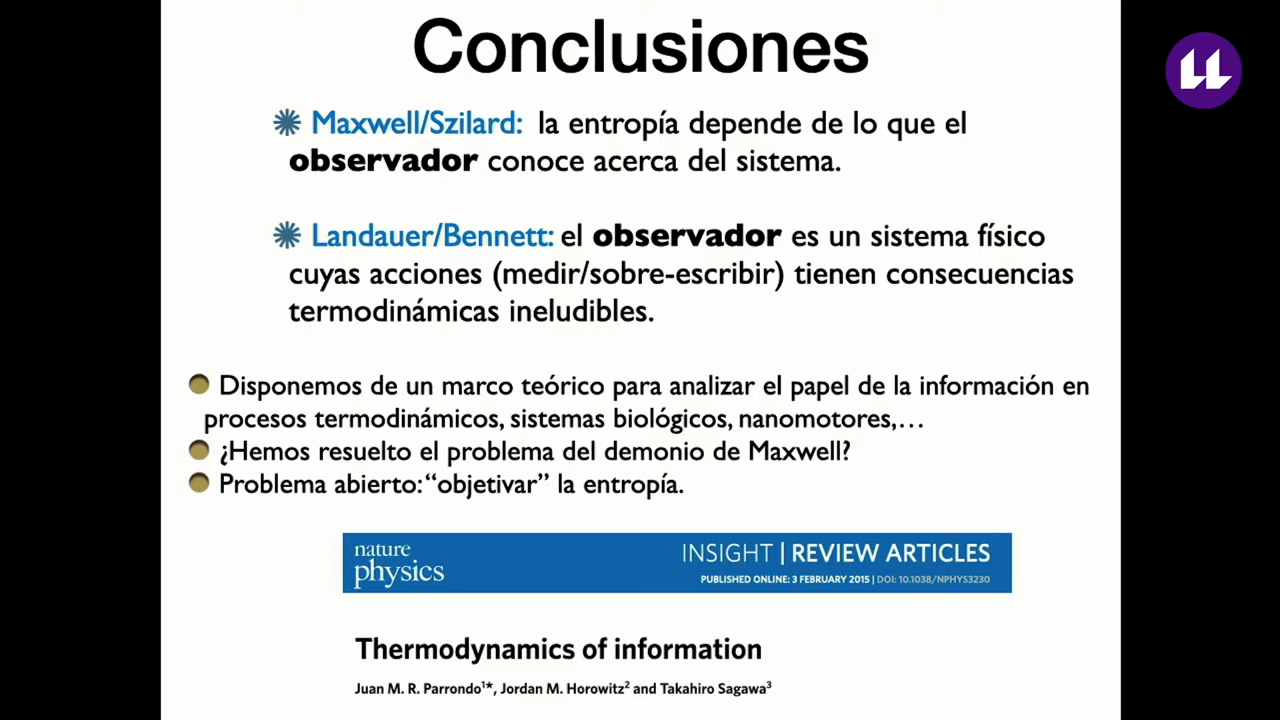 Conclusiones
Maxwell/Szilard: la entropía depende de lo que el
observador conoce acerca del sistema.
Landauer/Bennett: el observador es un sistema físico
cuyas acciones (medir/sobre-escribir) tienen consecuencias
termodinámicas ineludibles.
Disponemos de un marco teórico para analizar el papel de la información en
procesos termodinámicos, sistemas biológicos, nanomotores,…
¿Hemos resuelto el problema del demonio de Maxwell?
Problema abierto: “objetivar” la entropía.
nature
physics
INSIGHT | REVIEW ARTICLES
PUBLISHED ONLINE: 3 FEBRUARY 2015 | DOI: 10.1038/NPHYS3230
Thermodynamics of information
Juan M. R. Parrondo1*, Jordan M. Horowitz2 and Takahiro Sagawa3